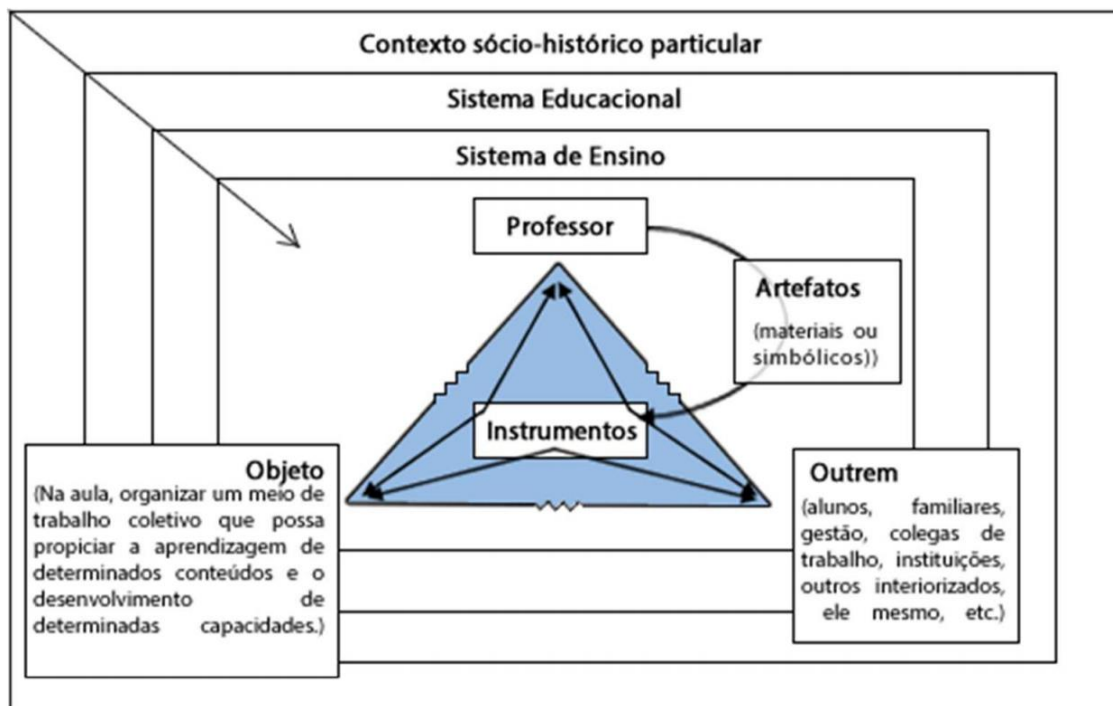 Contexto sócio-histórico particular
Sistema Educacional
Sistema de Ensino
Professor
Artefatos
(materiais ou
simbólicos))
Instrumentos
Objeto
(Na aula, organizar um meio de
trabalho coletivo que possa
propiciar a aprendizagem de
determinados conteúdos e o
desenvolvimento de
determinadas capacidades.)
Outrem
(alunos, familiares,
gestão, colegas de
trabalho, instituições,
outros interiorizados,
ele mesmo, etc.)